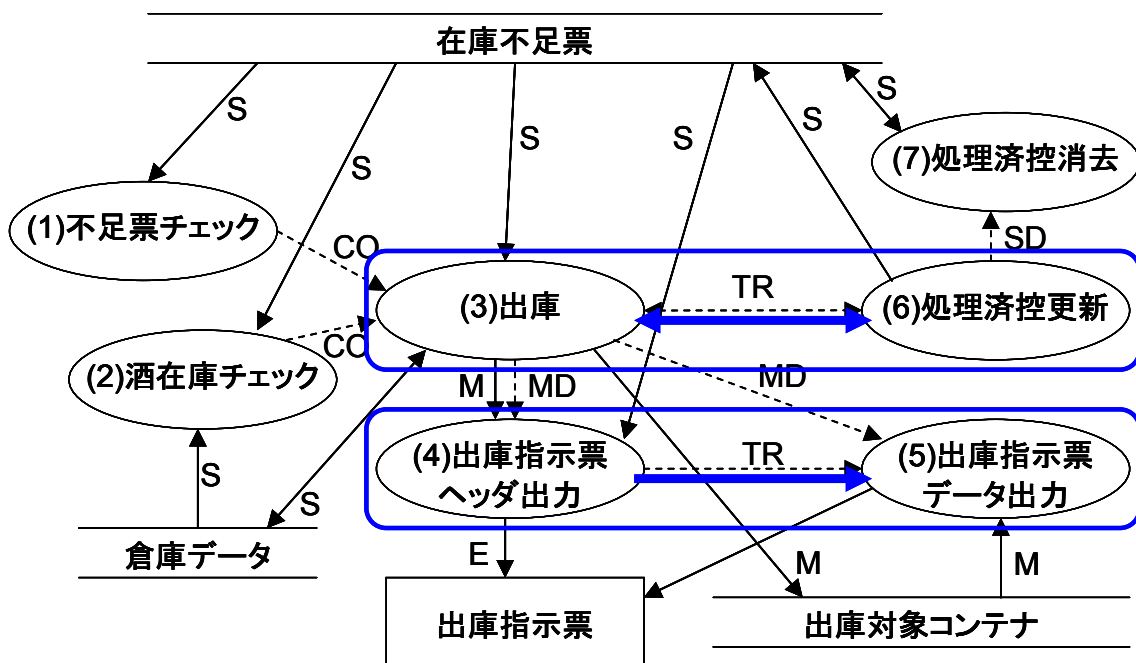 在庫不足票
S
S
S
S
S
S
(7)処理済控消去
(1)不足票チェック
CO
SD
(3)出庫
TR
(6)処理済控更新
CO
(2)酒在庫チェック
M
MD
MD
(4)出庫指示票
ヘッダ出力
TR
(5)出庫指示票
データ出力
S
S
倉庫データ
E
M
M
出庫指示票
出庫対象コンテナ